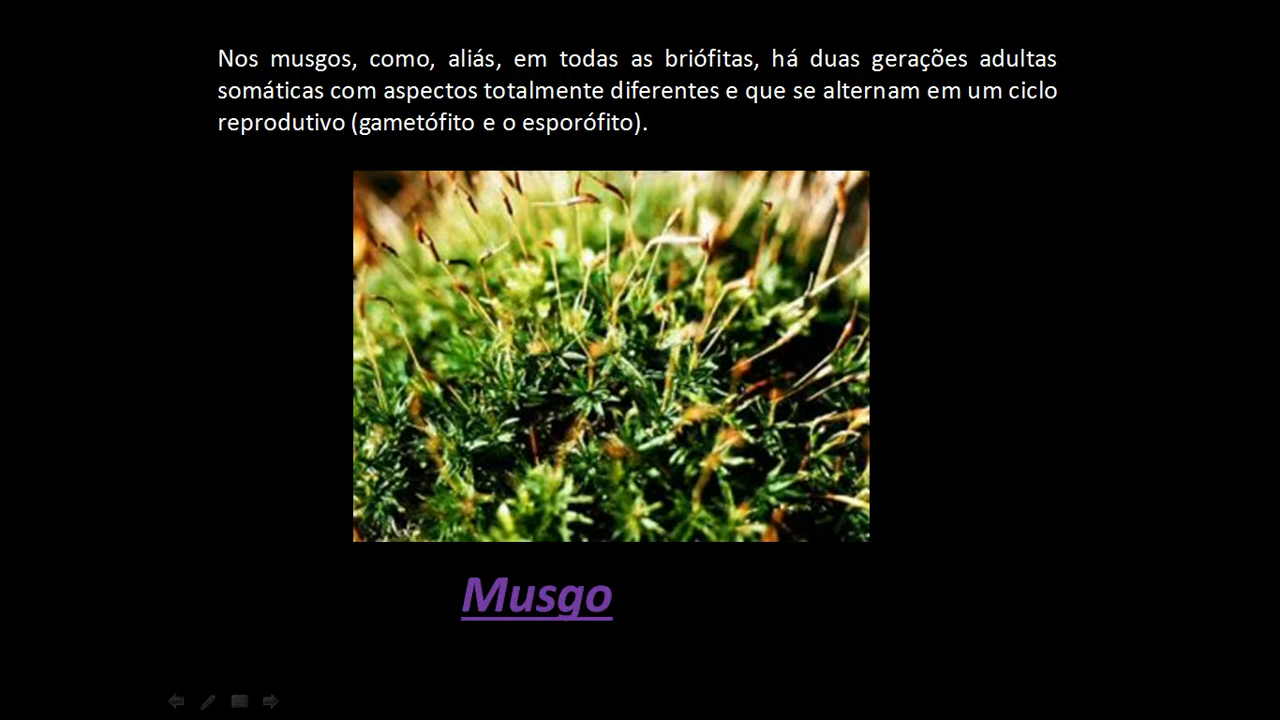 Nos musgos, como, aliás, em todas as briófitas, há duas gerações adultas
somáticas com aspectos totalmente diferentes e que se alternam em um ciclo
reprodutivo (gametófito e o esporófito).
Musgo